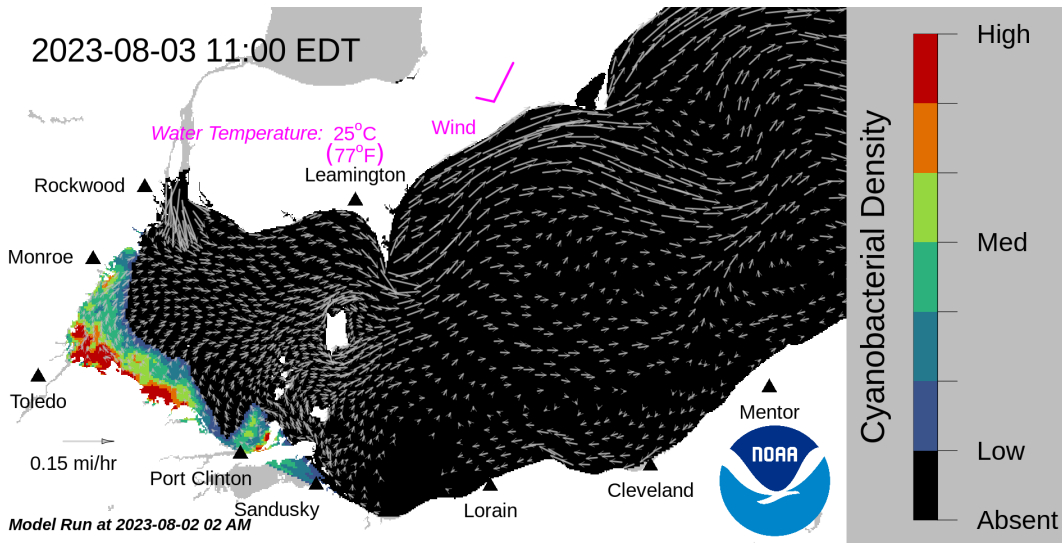 2023-08-03 11:00 EDT
Water Temperature: 25°C
(77°F)
Wind
Leamington
Rockwood
Monroe
Toledo
0.15 mi/hr
Port Clinton
Sandusky
Lorain
Cleveland
Mentor
NOAA
Model Run at 2023-08-02 02 AM
Cyanobacterial Density
High
Med
Low
Absent